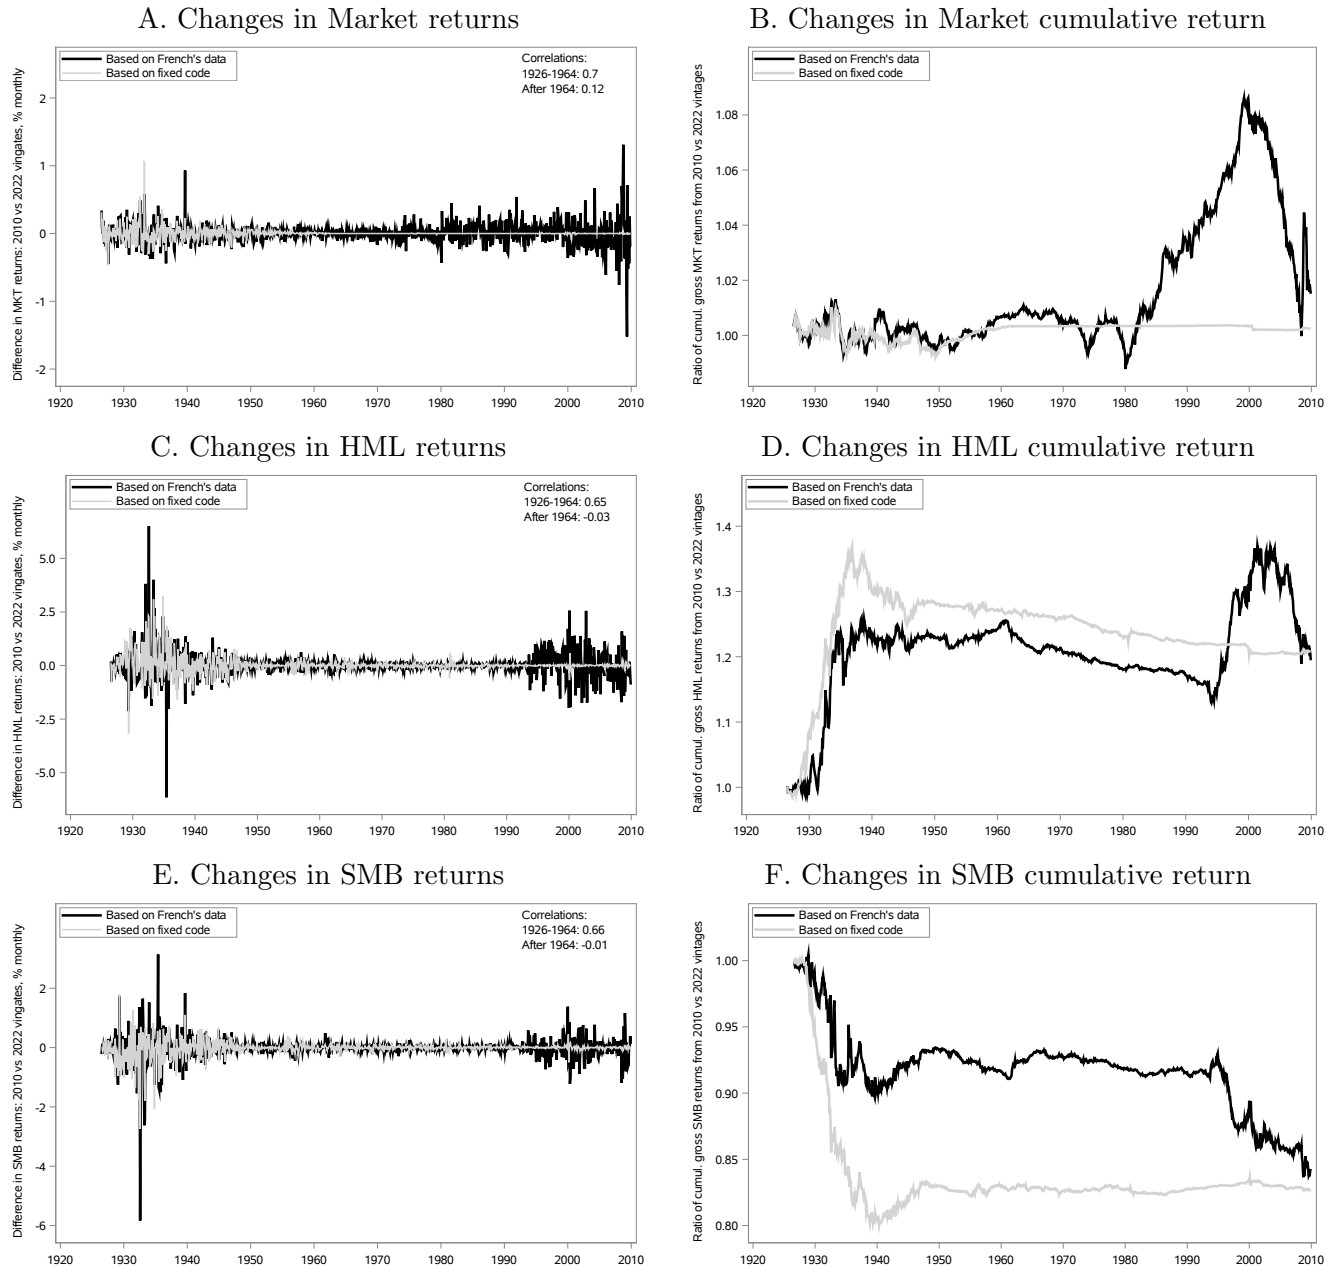 A. Changes in Market returns
Difference in MKT returns: 2010 vs 2022 vingates, % monthly
Based on French's data
Based on fixed code
Correlations:
1926-1964: 0.7
After 1964: 0.12
2
1
0
-1
-2
1920 1930 1940 1950 1960 1970 1980 1990 2000 2010
B. Changes in Market cumulative return
Ratio of cumul. gross MKT returns from 2010 vs 2022 vintages
Based on French's data
Based on fixed code
1.08
1.06
1.04
1.02
1.00
1920 1930 1940 1950 1960 1970 1980 1990 2000 2010
C. Changes in HML returns
Difference in HML returns: 2010 vs 2022 vingates, % monthly
Based on French's data
Based on fixed code
Correlations:
1926-1964: 0.65
After 1964: -0.03
5.0
2.5
0.0
-2.5
-5.0
1920 1930 1940 1950 1960 1970 1980 1990 2000 2010
D. Changes in HML cumulative return
Ratio of cumul. gross HML returns from 2010 vs 2022 vintages
Based on French's data
Based on fixed code
1.4
1.3
1.2
1.1
1.0
1920 1930 1940 1950 1960 1970 1980 1990 2000 2010
E. Changes in SMB returns
Difference in SMB returns: 2010 vs 2022 vingates, % monthly
Based on French's data
Based on fixed code
Correlations:
1926-1964: 0.66
After 1964: -0.01
2
0
-2
-4
-6
1920 1930 1940 1950 1960 1970 1980 1990 2000 2010
F. Changes in SMB cumulative return
Ratio of cumul. gross SMB returns from 2010 vs 2022 vintages
Based on French's data
Based on fixed code
1.00
0.95
0.90
0.85
0.80
1920 1930 1940 1950 1960 1970 1980 1990 2000 2010